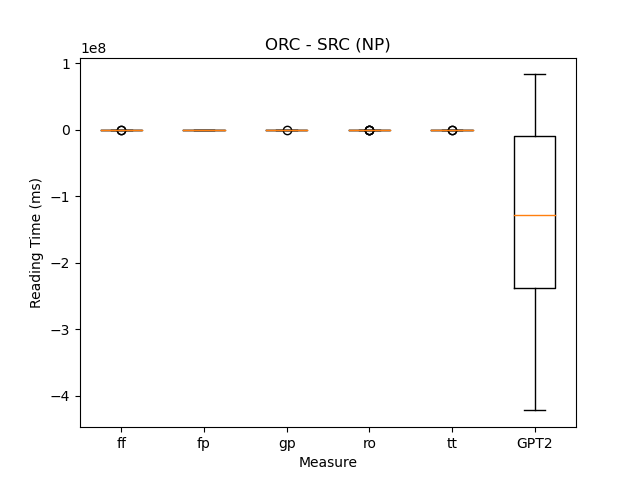 ORC - SRC (NP)
1e8
1
0
−1
−2
−3
−4
Reading Time (ms)
ff fp gp ro tt GPT2
Measure